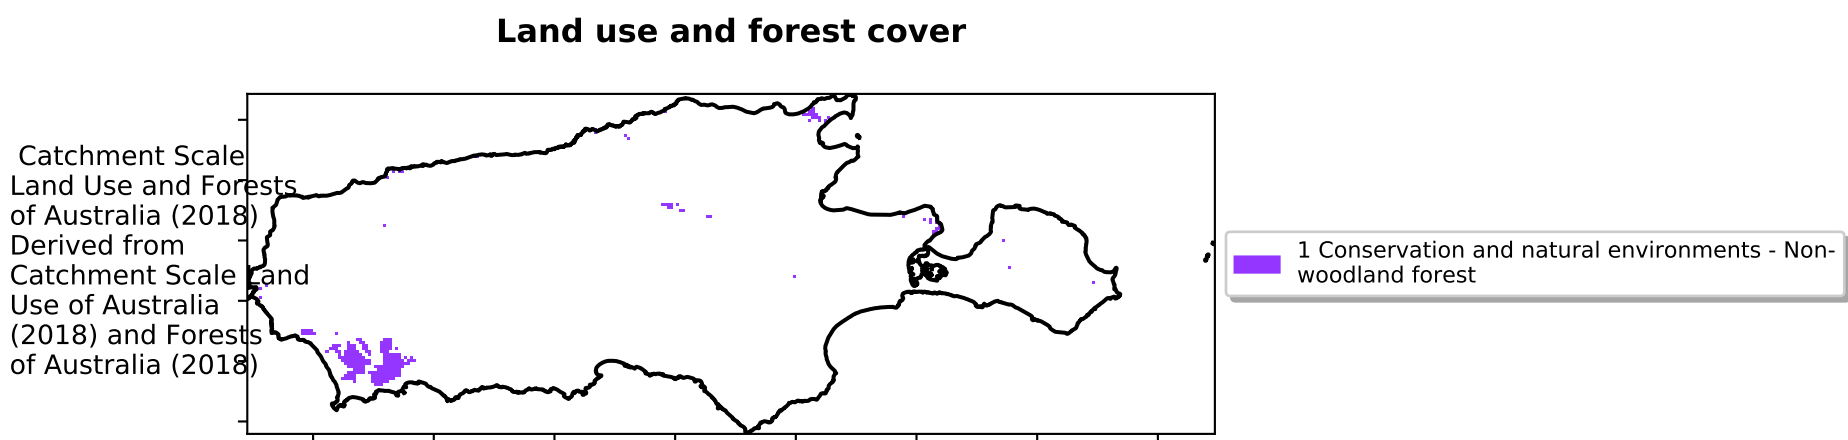 Land use and forest cover
Catchment Scale
Land Use and Forests
of Australia (2018)
Derived from
Catchment Scale Land
Use of Australia
(2018) and Forests
of Australia (2018)
1 Conservation and natural environments - Non-
woodland forest